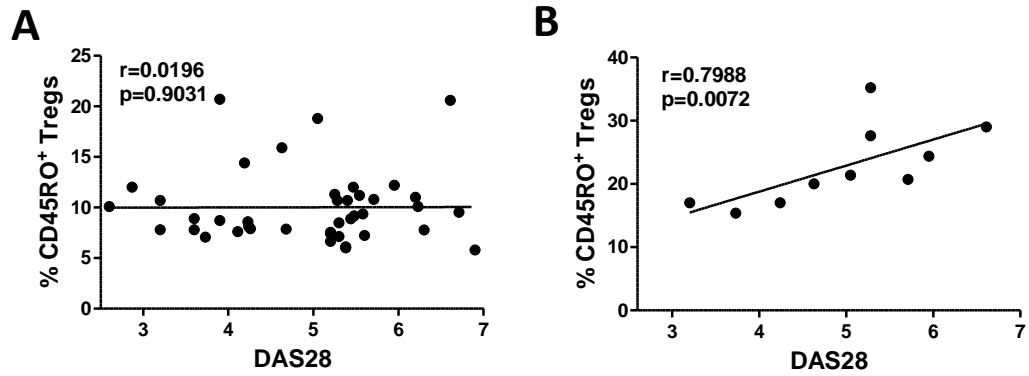 A
25
20
15
10
5
0
% CD45RO⁺ Tregs
r=0.0196
p=0.9031
3 4 5 6 7
DAS28
B
40
30
20
10
0
% CD45RO⁺ Tregs
r=0.7988
p=0.0072
3 4 5 6 7
DAS28